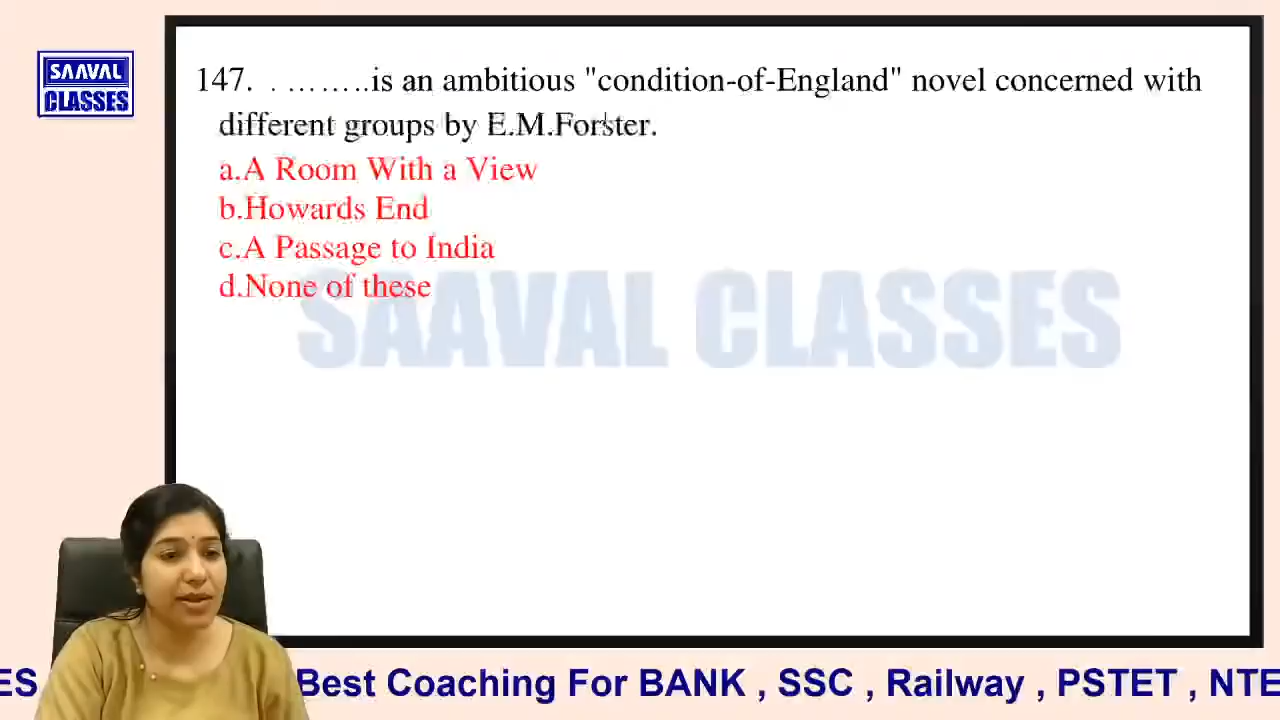 SAAVAL
CLASSES
147. . ........is an ambitious "condition-of-England" novel concerned with
different groups by E.M.Forster.
a.A Room With a View
b.Howards End
c.A Passage to India
d.None of these
SAAVAL CLASSES
ES Best Coaching For BANK , SSC , Railway , PSTET , NTE